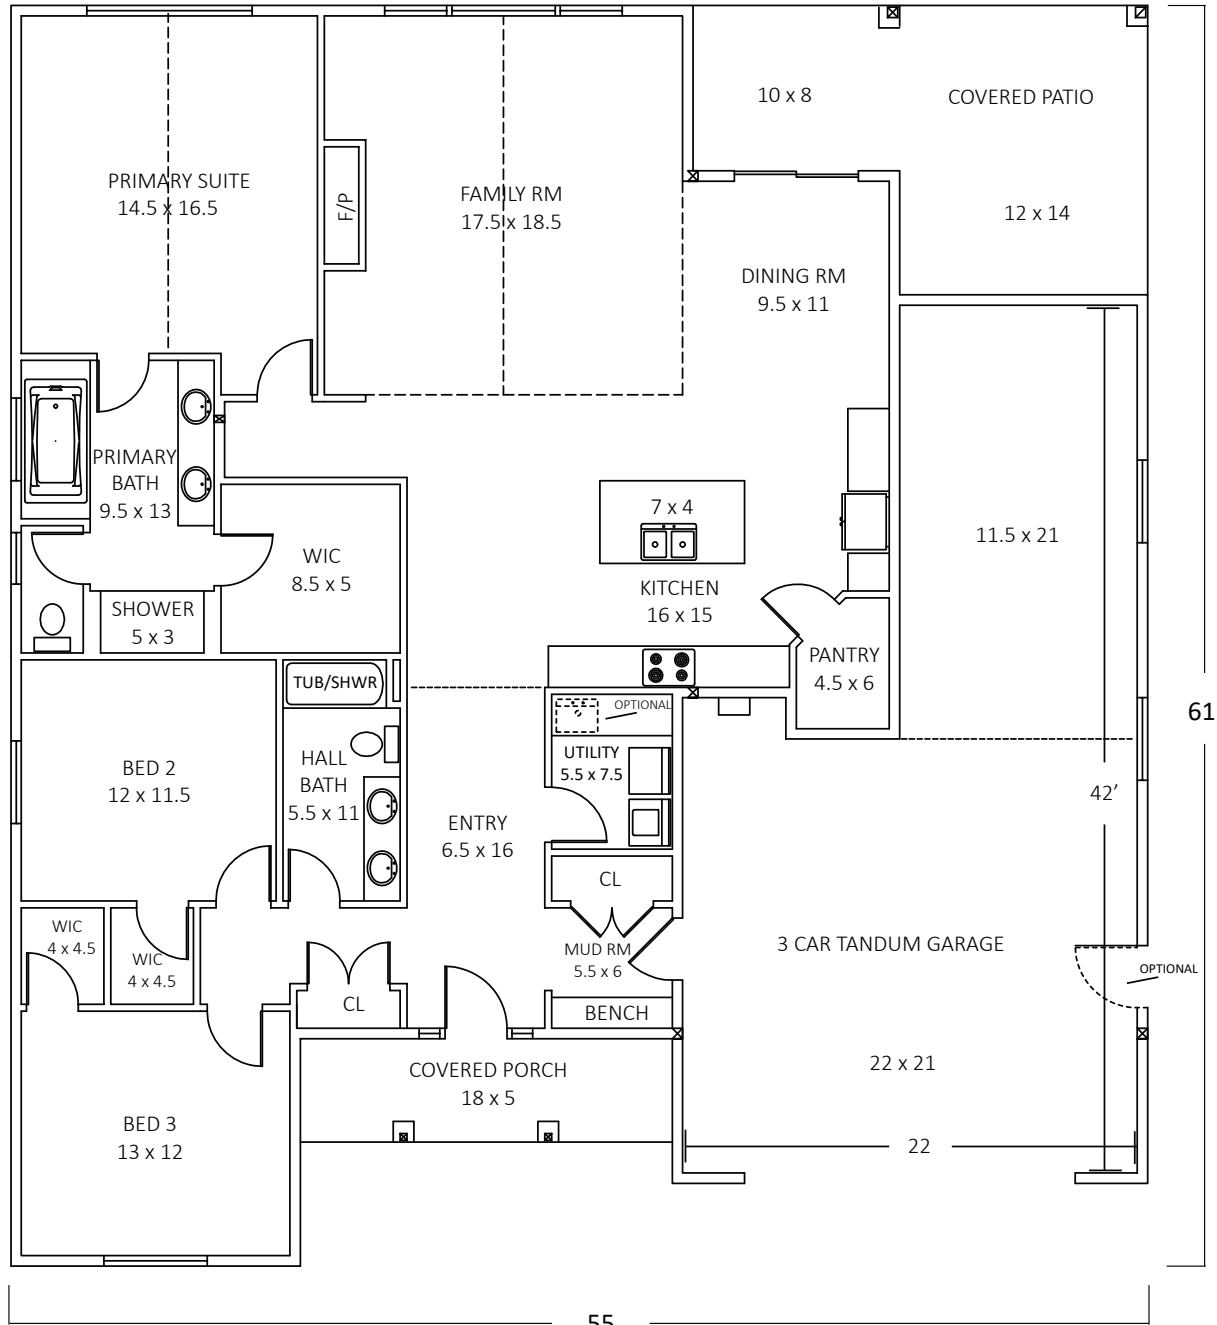 10 x 8
COVERED PATIO
PRIMARY SUITE
14.5 x 16.5
F/P
FAMILY RM
17.5 x 18.5
12 x 14
DINING RM
9.5 x 11
PRIMARY
BATH
9.5 x 13
7 x 4
WIC
8.5 x 5
11.5 x 21
KITCHEN
16 x 15
SHOWER
5 x 3
PANTRY
4.5 x 6
TUB/SHWR
OPTIONAL
61
UTILITY
5.5 x 7.5
BED 2
12 x 11.5
HALL
BATH
5.5 x 11
42'
ENTRY
6.5 x 16
CL
WIC
4 x 4.5
WIC
4 x 4.5
MUD RM
5.5 x 6
3 CAR TANDUM GARAGE
OPTIONAL
CL
BENCH
COVERED PORCH
18 x 5
22 x 21
BED 3
13 x 12
22
55